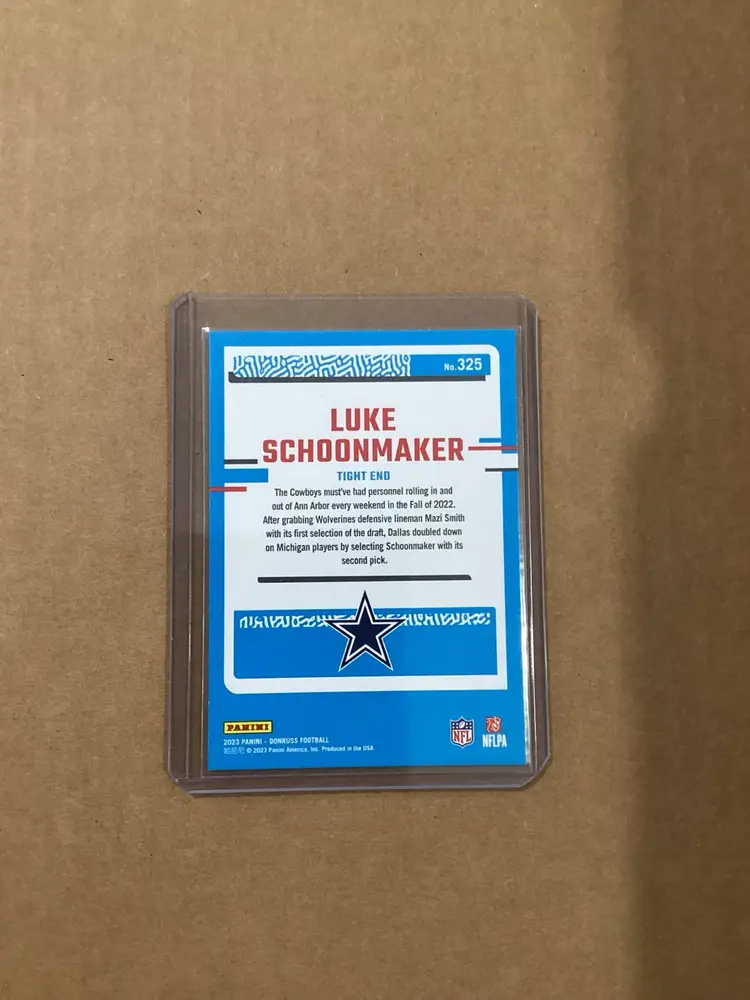 No.325
LUKE
SCHOONMAKER
TIGHT END
The Cowboys must've had personnel rolling in and
out of Ann Arbor every weekend in the Fall of 2022.
After grabbing Wolverines defensive lineman Mazi Smith
with its first selection of the draft, Dallas doubled down
on Michigan players by selecting Schoonmaker with its
second pick.
PANINI
2023 PANINI - DONRUSS FOOTBALL
© 2023 Panini America, Inc. Produced in the USA
NFL
NFLPA